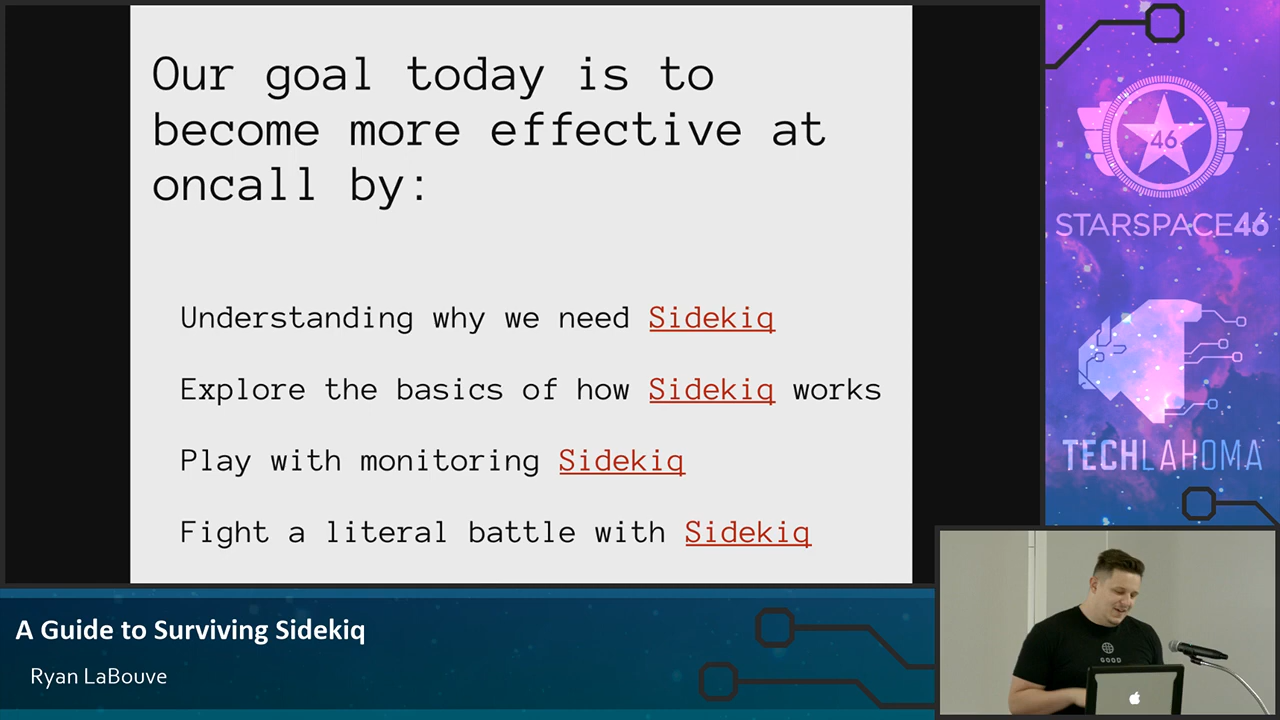 Our goal today is to
become more effective at
oncall by:
Understanding why we need Sidekiq
Explore the basics of how Sidekiq works
Play with monitoring Sidekiq
Fight a literal battle with Sidekiq
46
STARSPACE46
TECHLAHOMA
A Guide to Surviving Sidekiq
Ryan LaBouve
GOOD